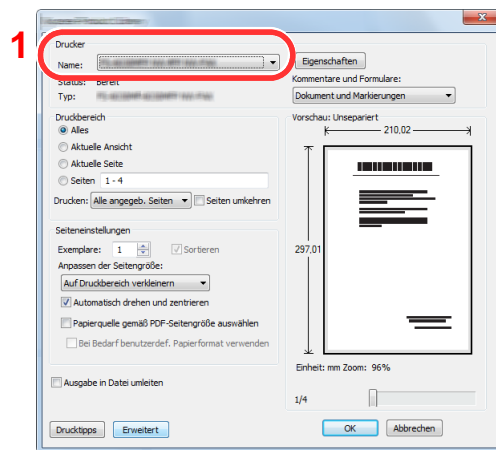 1
Drucker
Name:
Eigenschaften
Status: Bereit
Kommentare und Formulare:
Typ:
Dokument und Markierungen
Druckbereich
Alles
Aktuelle Ansicht
Aktuelle Seite
Seiten 1 - 4
Drucken: Alle angegeb. Seiten Seiten umkehren
Vorschau: Unsepariert
210,02
297,01
Seiteneinstellungen
Exemplare: 1 Sortieren
Anpassen der Seitengröße:
Auf Druckbereich verkleinern
Automatisch drehen und zentrieren
Papierquelle gemäß PDF-Seitengröße auswählen
Bei Bedarf benutzerdef. Papierformat verwenden
Einheit: mm Zoom: 96%
Ausgabe in Datei umleiten
1/4
Drucktipps Erweitert OK Abbrechen